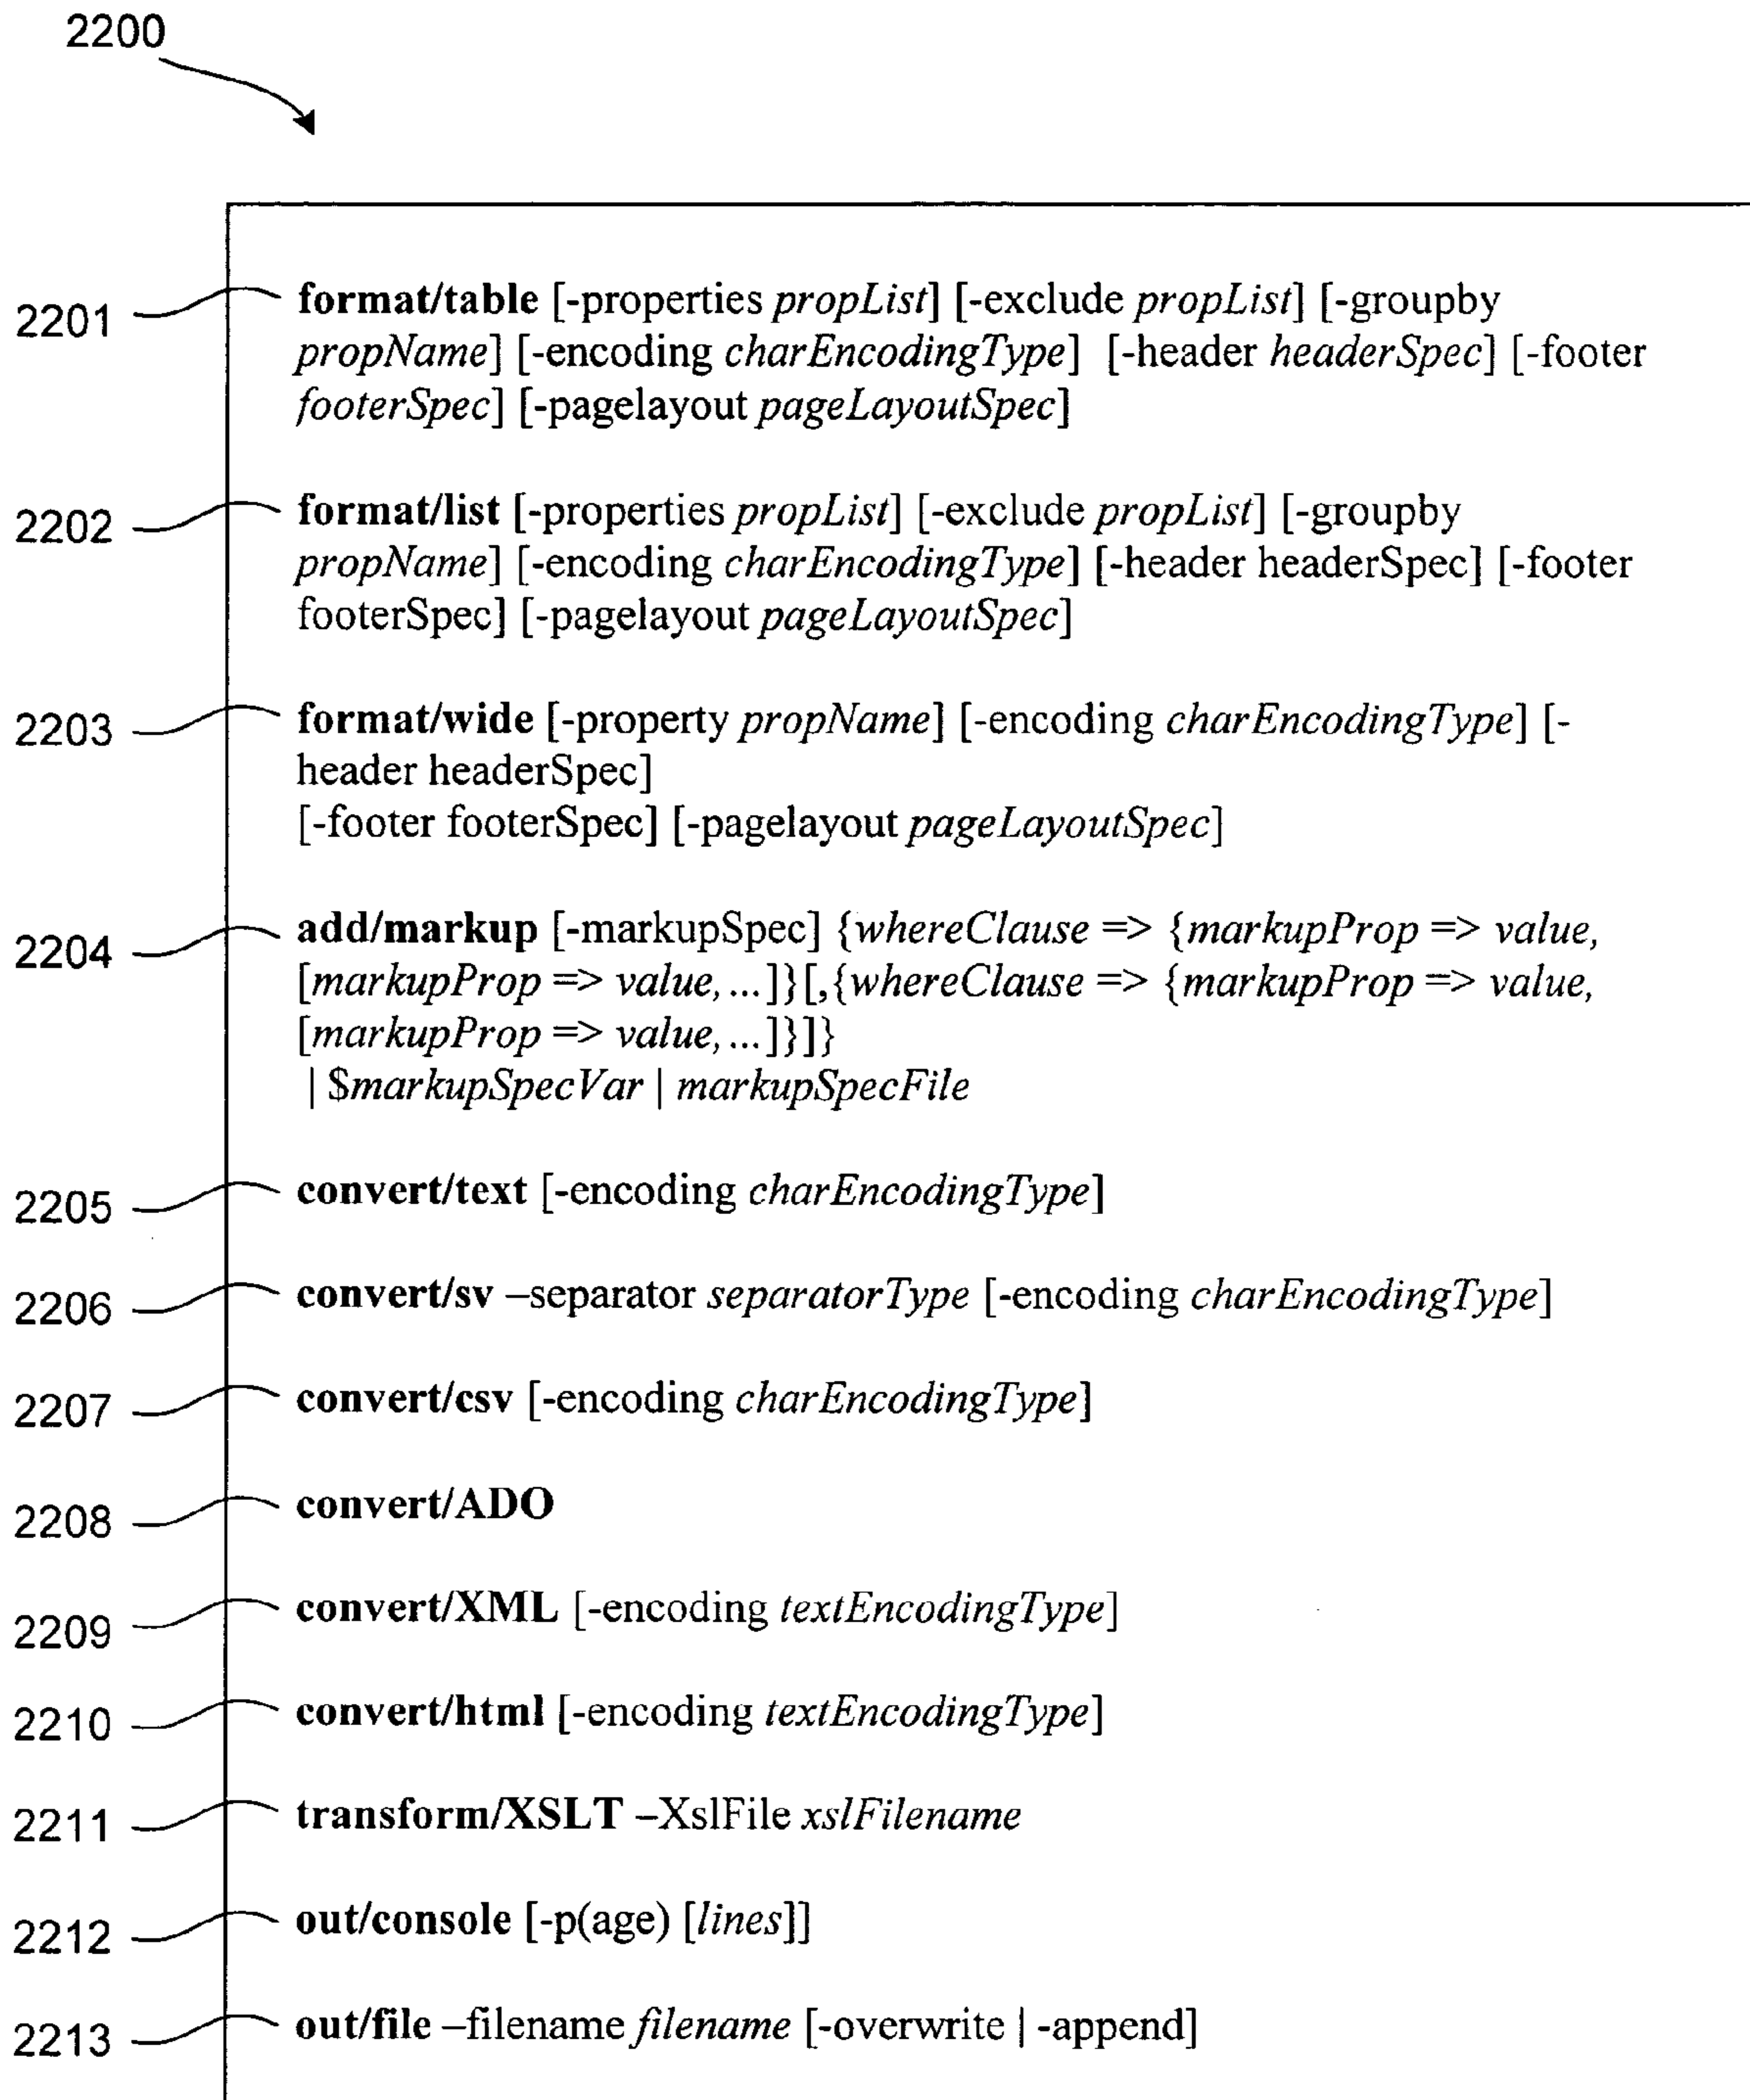 2200
2201 format/table [-properties propList] [-exclude propList] [-groupby
propName] [-encoding charEncodingType] [-header headerSpec] [-footer
footerSpec] [-pagelayout pageLayoutSpec]
2202 format/list [-properties propList] [-exclude propList] [-groupby
propName] [-encoding charEncodingType] [-header headerSpec] [-footer
footerSpec] [-pagelayout pageLayoutSpec]
2203 format/wide [-property propName] [-encoding charEncodingType] [-
header headerSpec]
[-footer footerSpec] [-pagelayout pageLayoutSpec]
2204 add/markup [-markupSpec] {whereClause => {markupProp => value,
[markupProp => value, ...]}[,{whereClause => {markupProp => value,
[markupProp => value, ...]}]}
| $markupSpecVar | markupSpecFile
2205 convert/text [-encoding charEncodingType]
2206 convert/sv –separator separatorType [-encoding charEncodingType]
2207 convert/csv [-encoding charEncodingType]
2208 convert/ADO
2209 convert/XML [-encoding textEncodingType]
2210 convert/html [-encoding textEncodingType]
2211 transform/XSLT –XslFile xslFilename
2212 out/console [-p(age) [lines]]
2213 out/file –filename filename [-overwrite | -append]